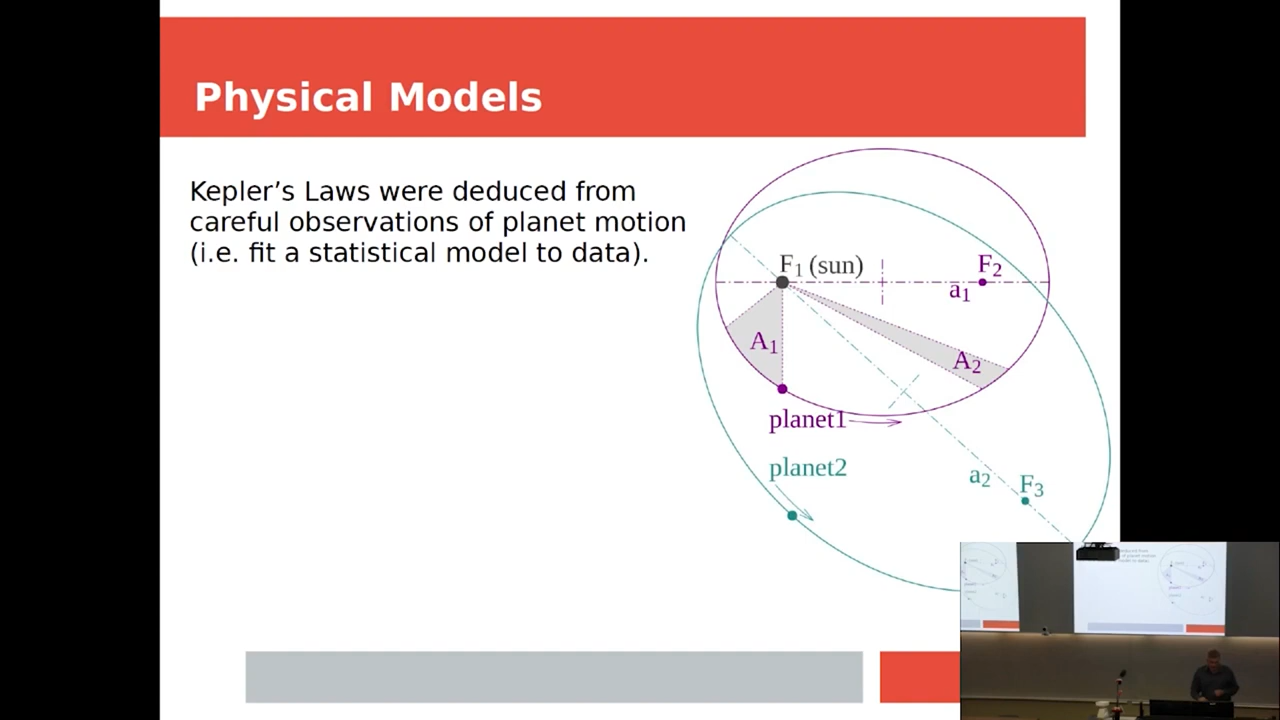 Physical Models
Kepler’s Laws were deduced from
careful observations of planet motion
(i.e. fit a statistical model to data).
F1 (sun)
F2
a1
A1
A2
planet1
planet2
a2
F3